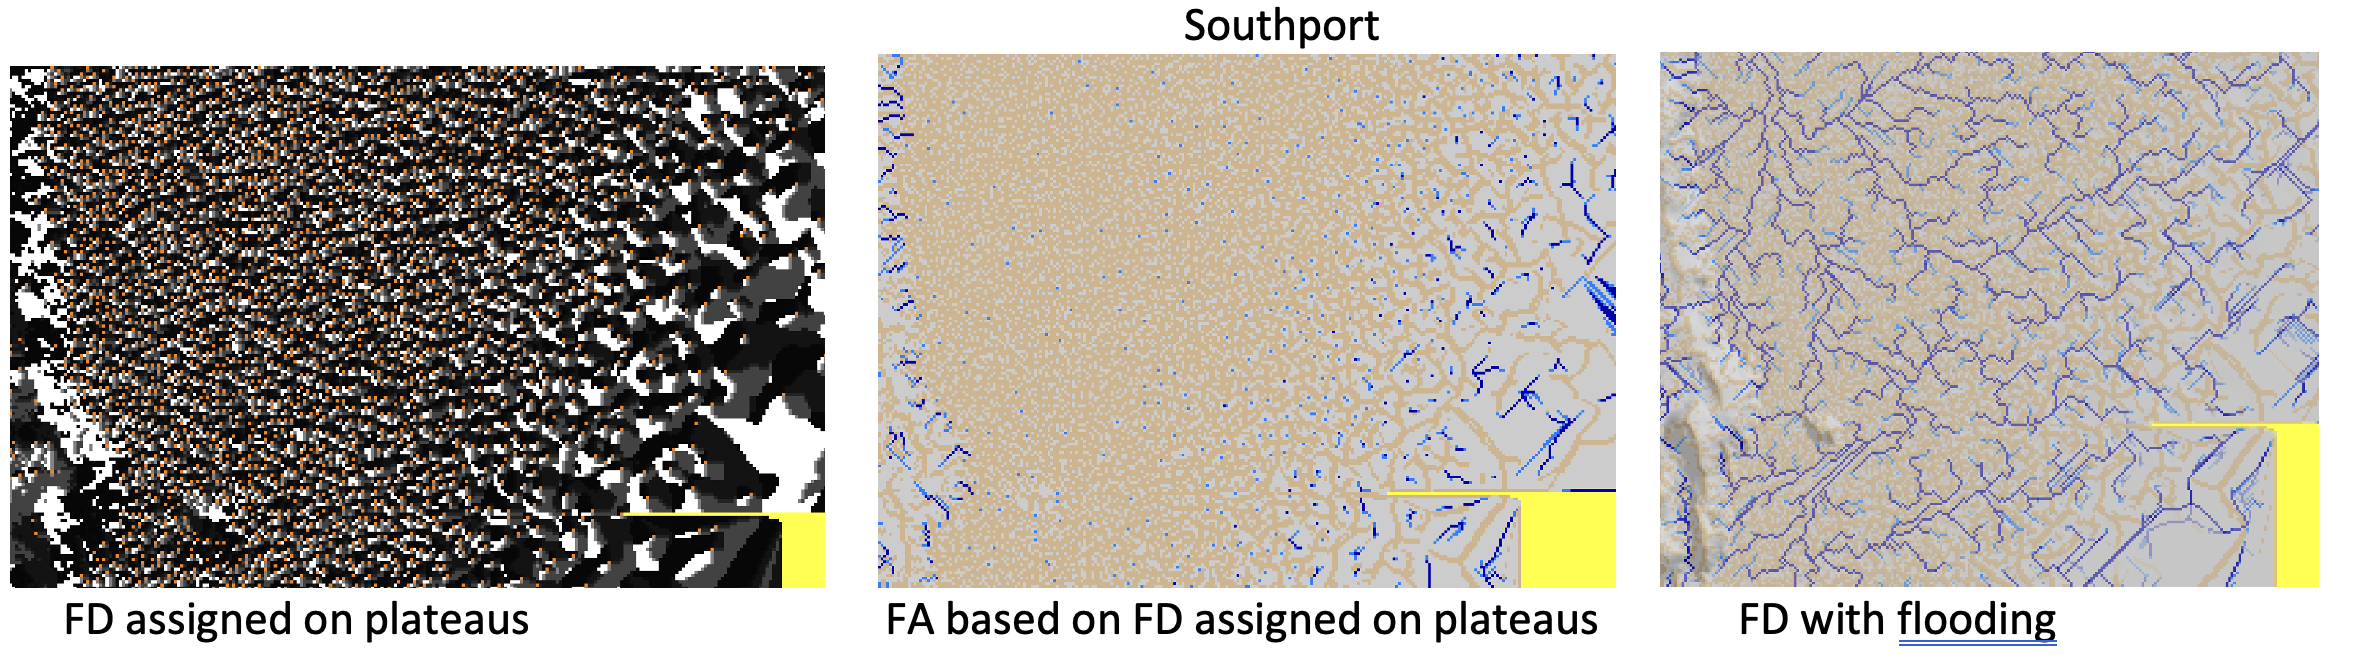 Southport
FD assigned on plateaus
FA based on FD assigned on plateaus
FD with flooding